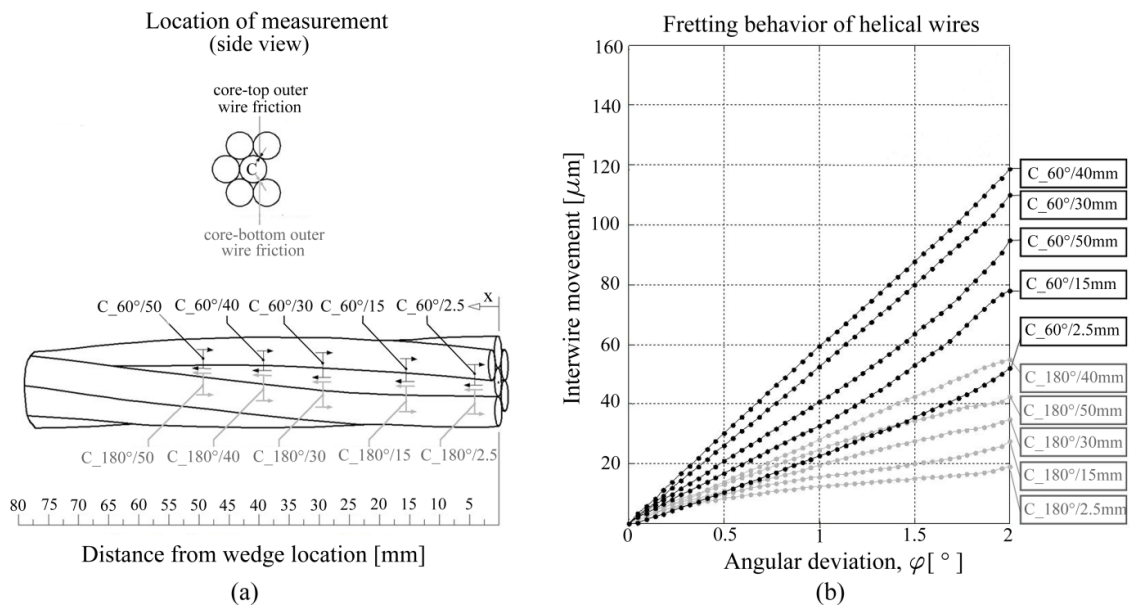 Location of measurement
(side view)
core-top outer
wire friction
C
core-bottom outer
wire friction
x
C_60°/50
C_60°/40
C_60°/30
C_60°/15
C_60°/2.5
C_180°/50
C_180°/40
C_180°/30
C_180°/15
C_180°/2.5
80 75 70 65 60 55 50 45 40 35 30 25 20 15 10 5
Distance from wedge location [mm]
(a)
Fretting behavior of helical wires
Interwire movement [μm]
160
140
120
100
80
60
40
20
0 0.5 1 1.5 2
Angular deviation, φ[ ° ]
C_60°/40mm
C_60°/30mm
C_60°/50mm
C_60°/15mm
C_60°/2.5mm
C_180°/40mm
C_180°/50mm
C_180°/30mm
C_180°/15mm
C_180°/2.5mm
(b)